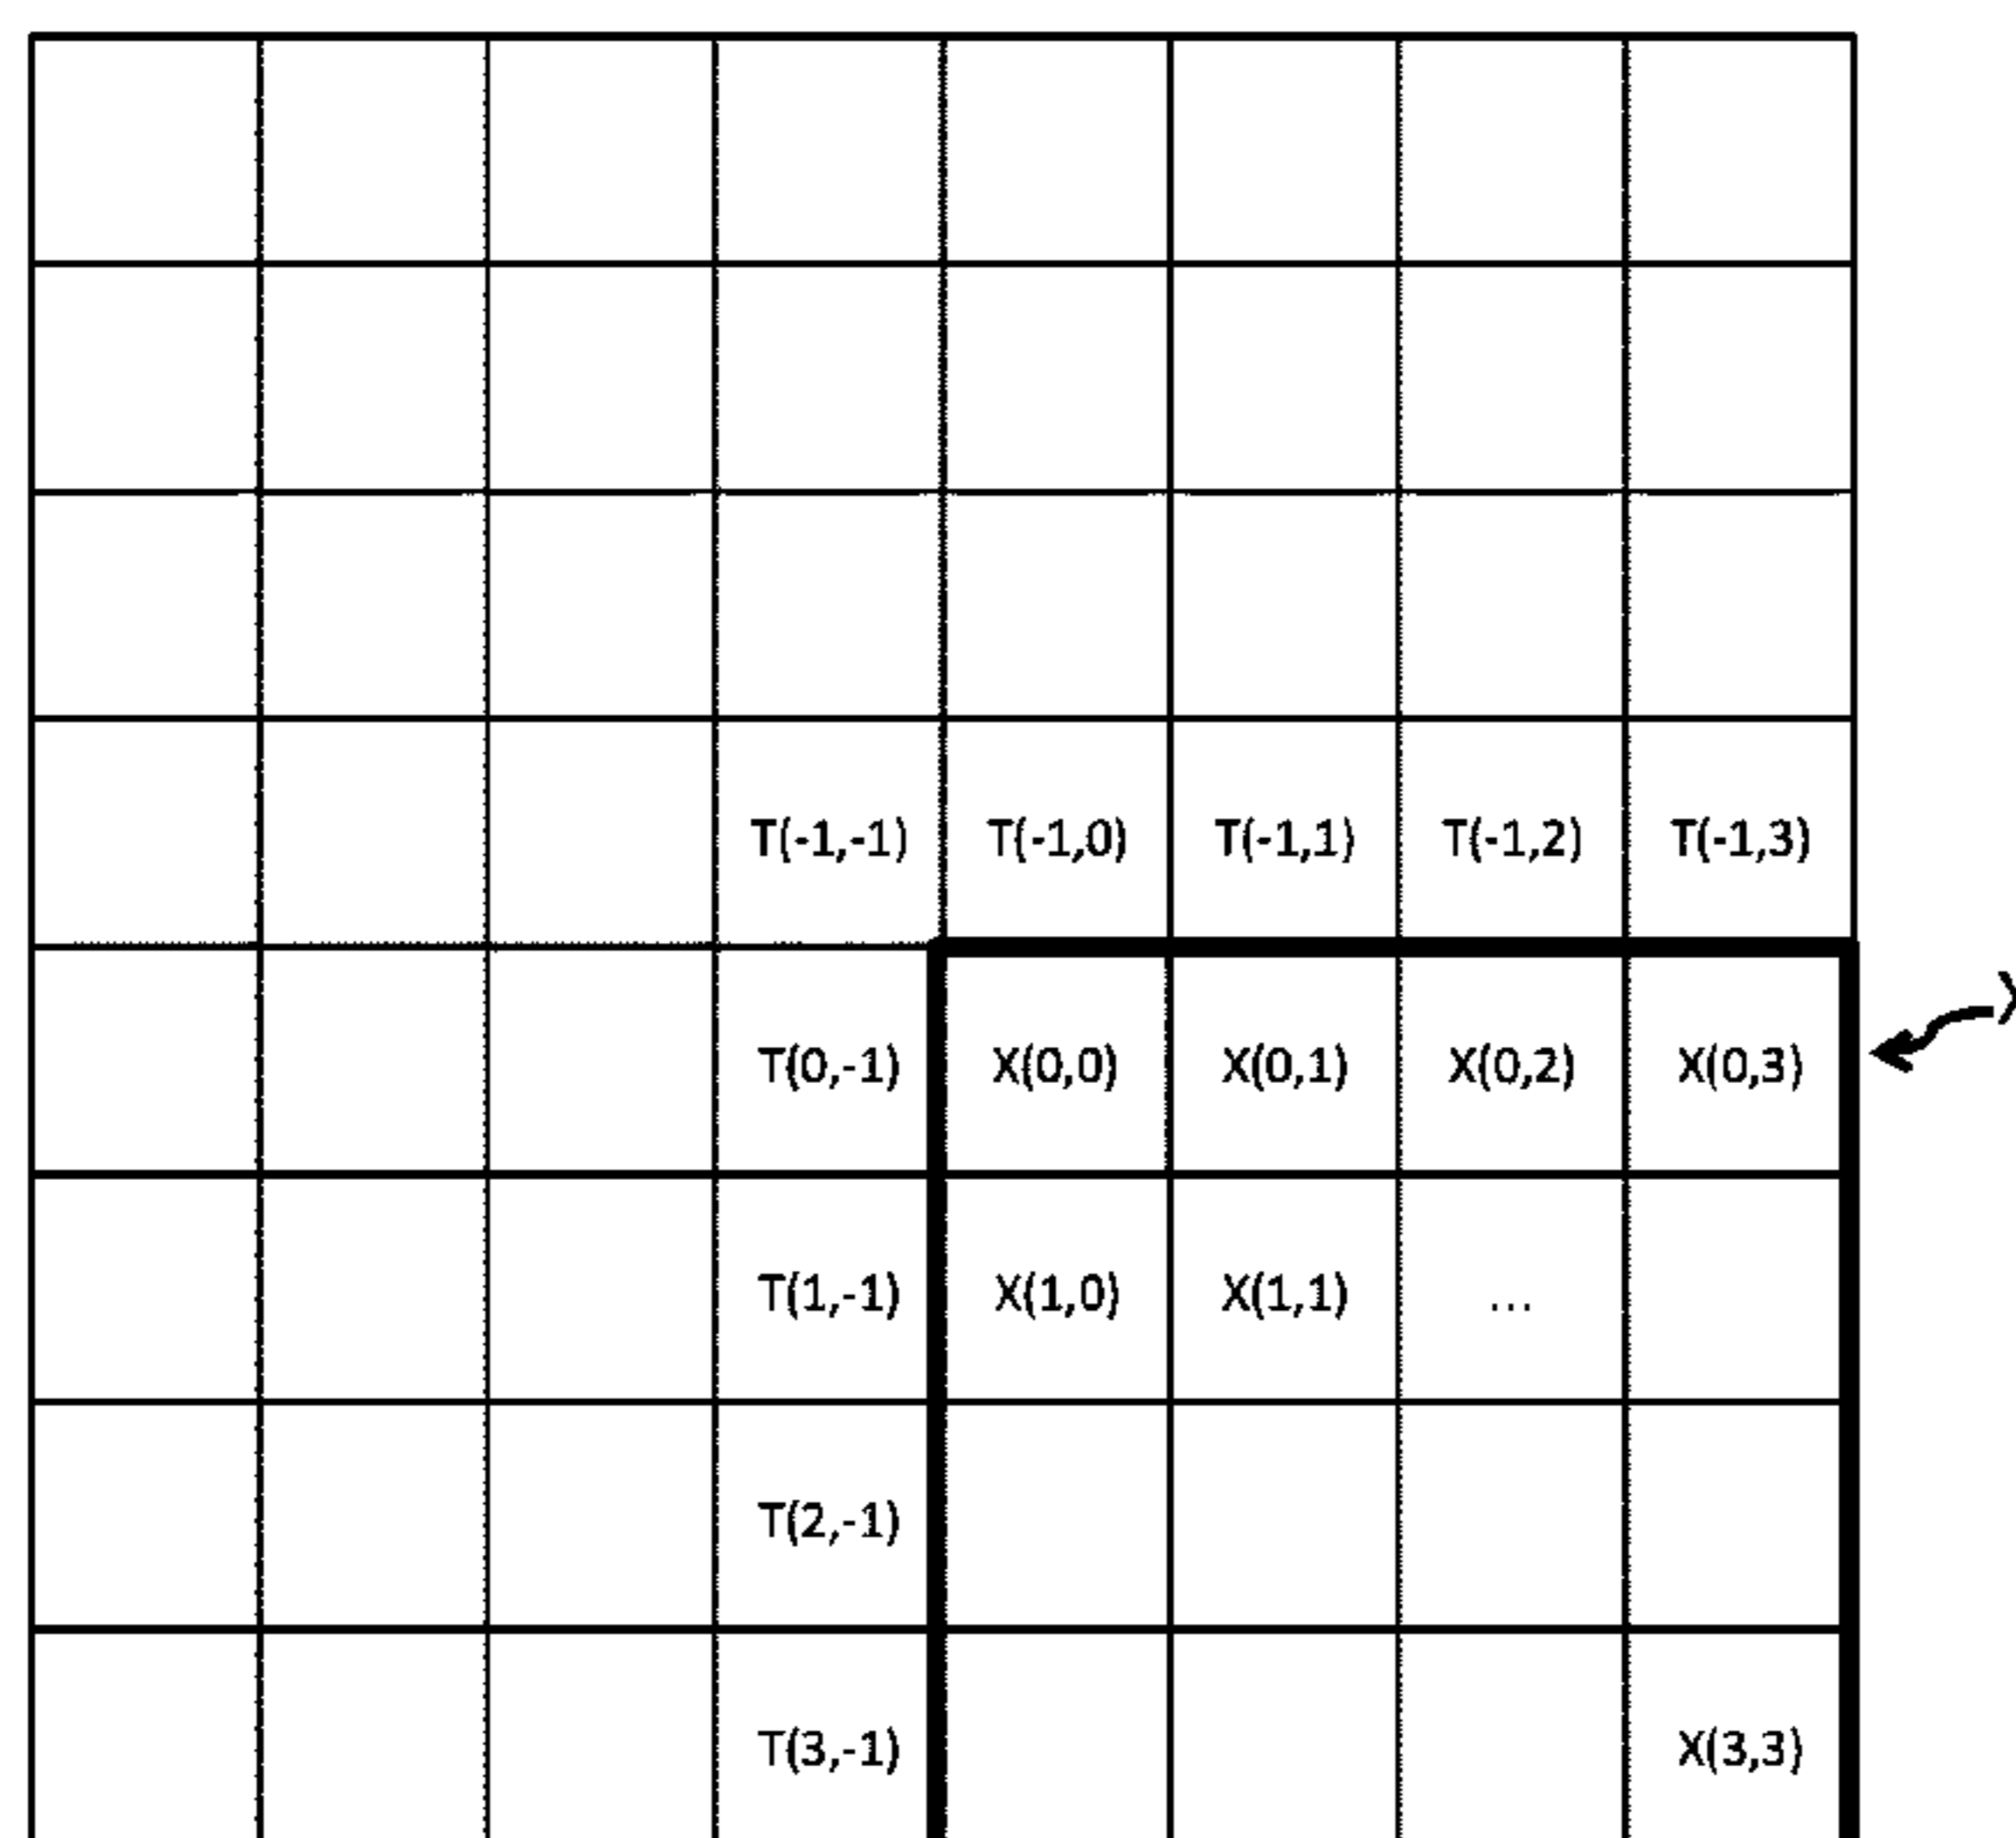 T(-1,-1) T(-1,0) T(-1,1) T(-1,2) T(-1,3)
T(0,-1) X(0,0) X(0,1) X(0,2) X(0,3)
T(1,-1) X(1,0) X(1,1) ...
T(2,-1)
T(3,-1) X(3,3)